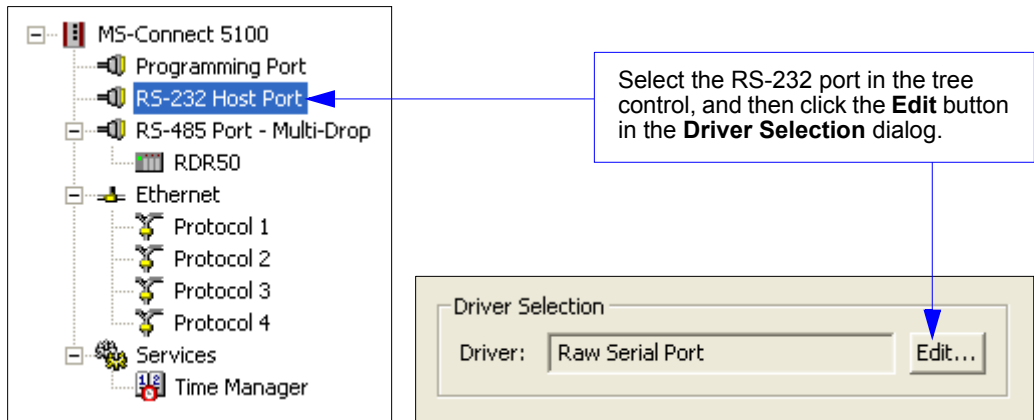 MS-Connect 5100
Programming Port
RS-232 Host Port
RS-485 Port - Multi-Drop
RDR50
Ethernet
Protocol 1
Protocol 2
Protocol 3
Protocol 4
Services
Time Manager
Select the RS-232 port in the tree
control, and then click the Edit button
in the Driver Selection dialog.
Driver Selection
Driver: Raw Serial Port Edit...